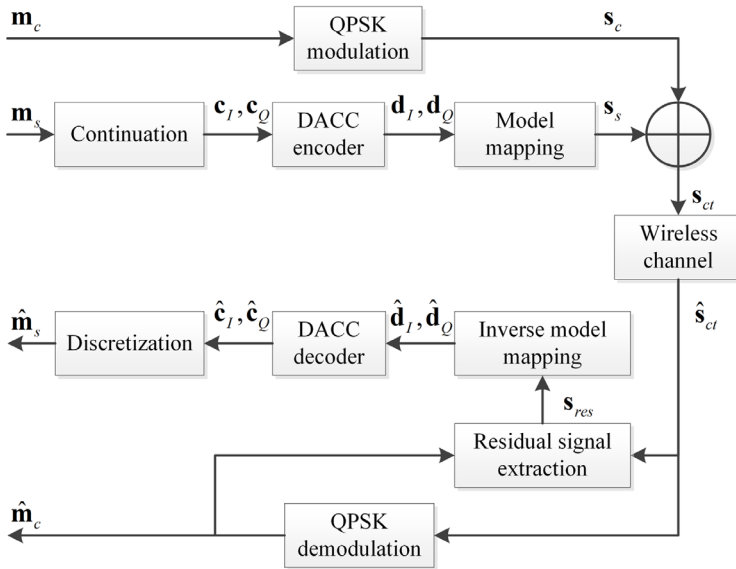 𝐦_c
QPSK
modulation
𝐬_c
𝐦_s
Continuation
𝐜_I , 𝐜_Q
DACC
encoder
𝐝_I , 𝐝_Q
Model
mapping
𝐬_s
𝐬_ct
Wireless
channel
𝐦̂_s
Discretization
𝐜̂_I , 𝐜̂_Q
DACC
decoder
𝐝̂_I , 𝐝̂_Q
Inverse model
mapping
𝐬̂_ct
𝐬_res
Residual signal
extraction
𝐦̂_c
QPSK
demodulation